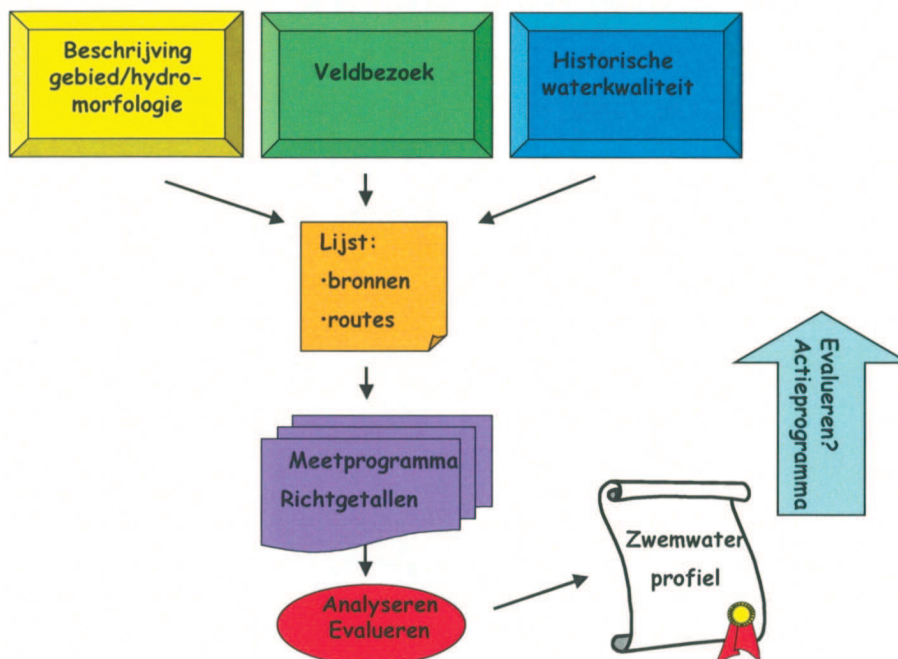 Beschrijving
gebied/hydro-
morfologie
Veldbezoek
Historische
waterkwaliteit
Lijst:
•bronnen
•routes
Meetprogramma
Richtgetallen
Analyseren
Evalueren
Zwemwater
profiel
Evalueren?
Actieprogramma